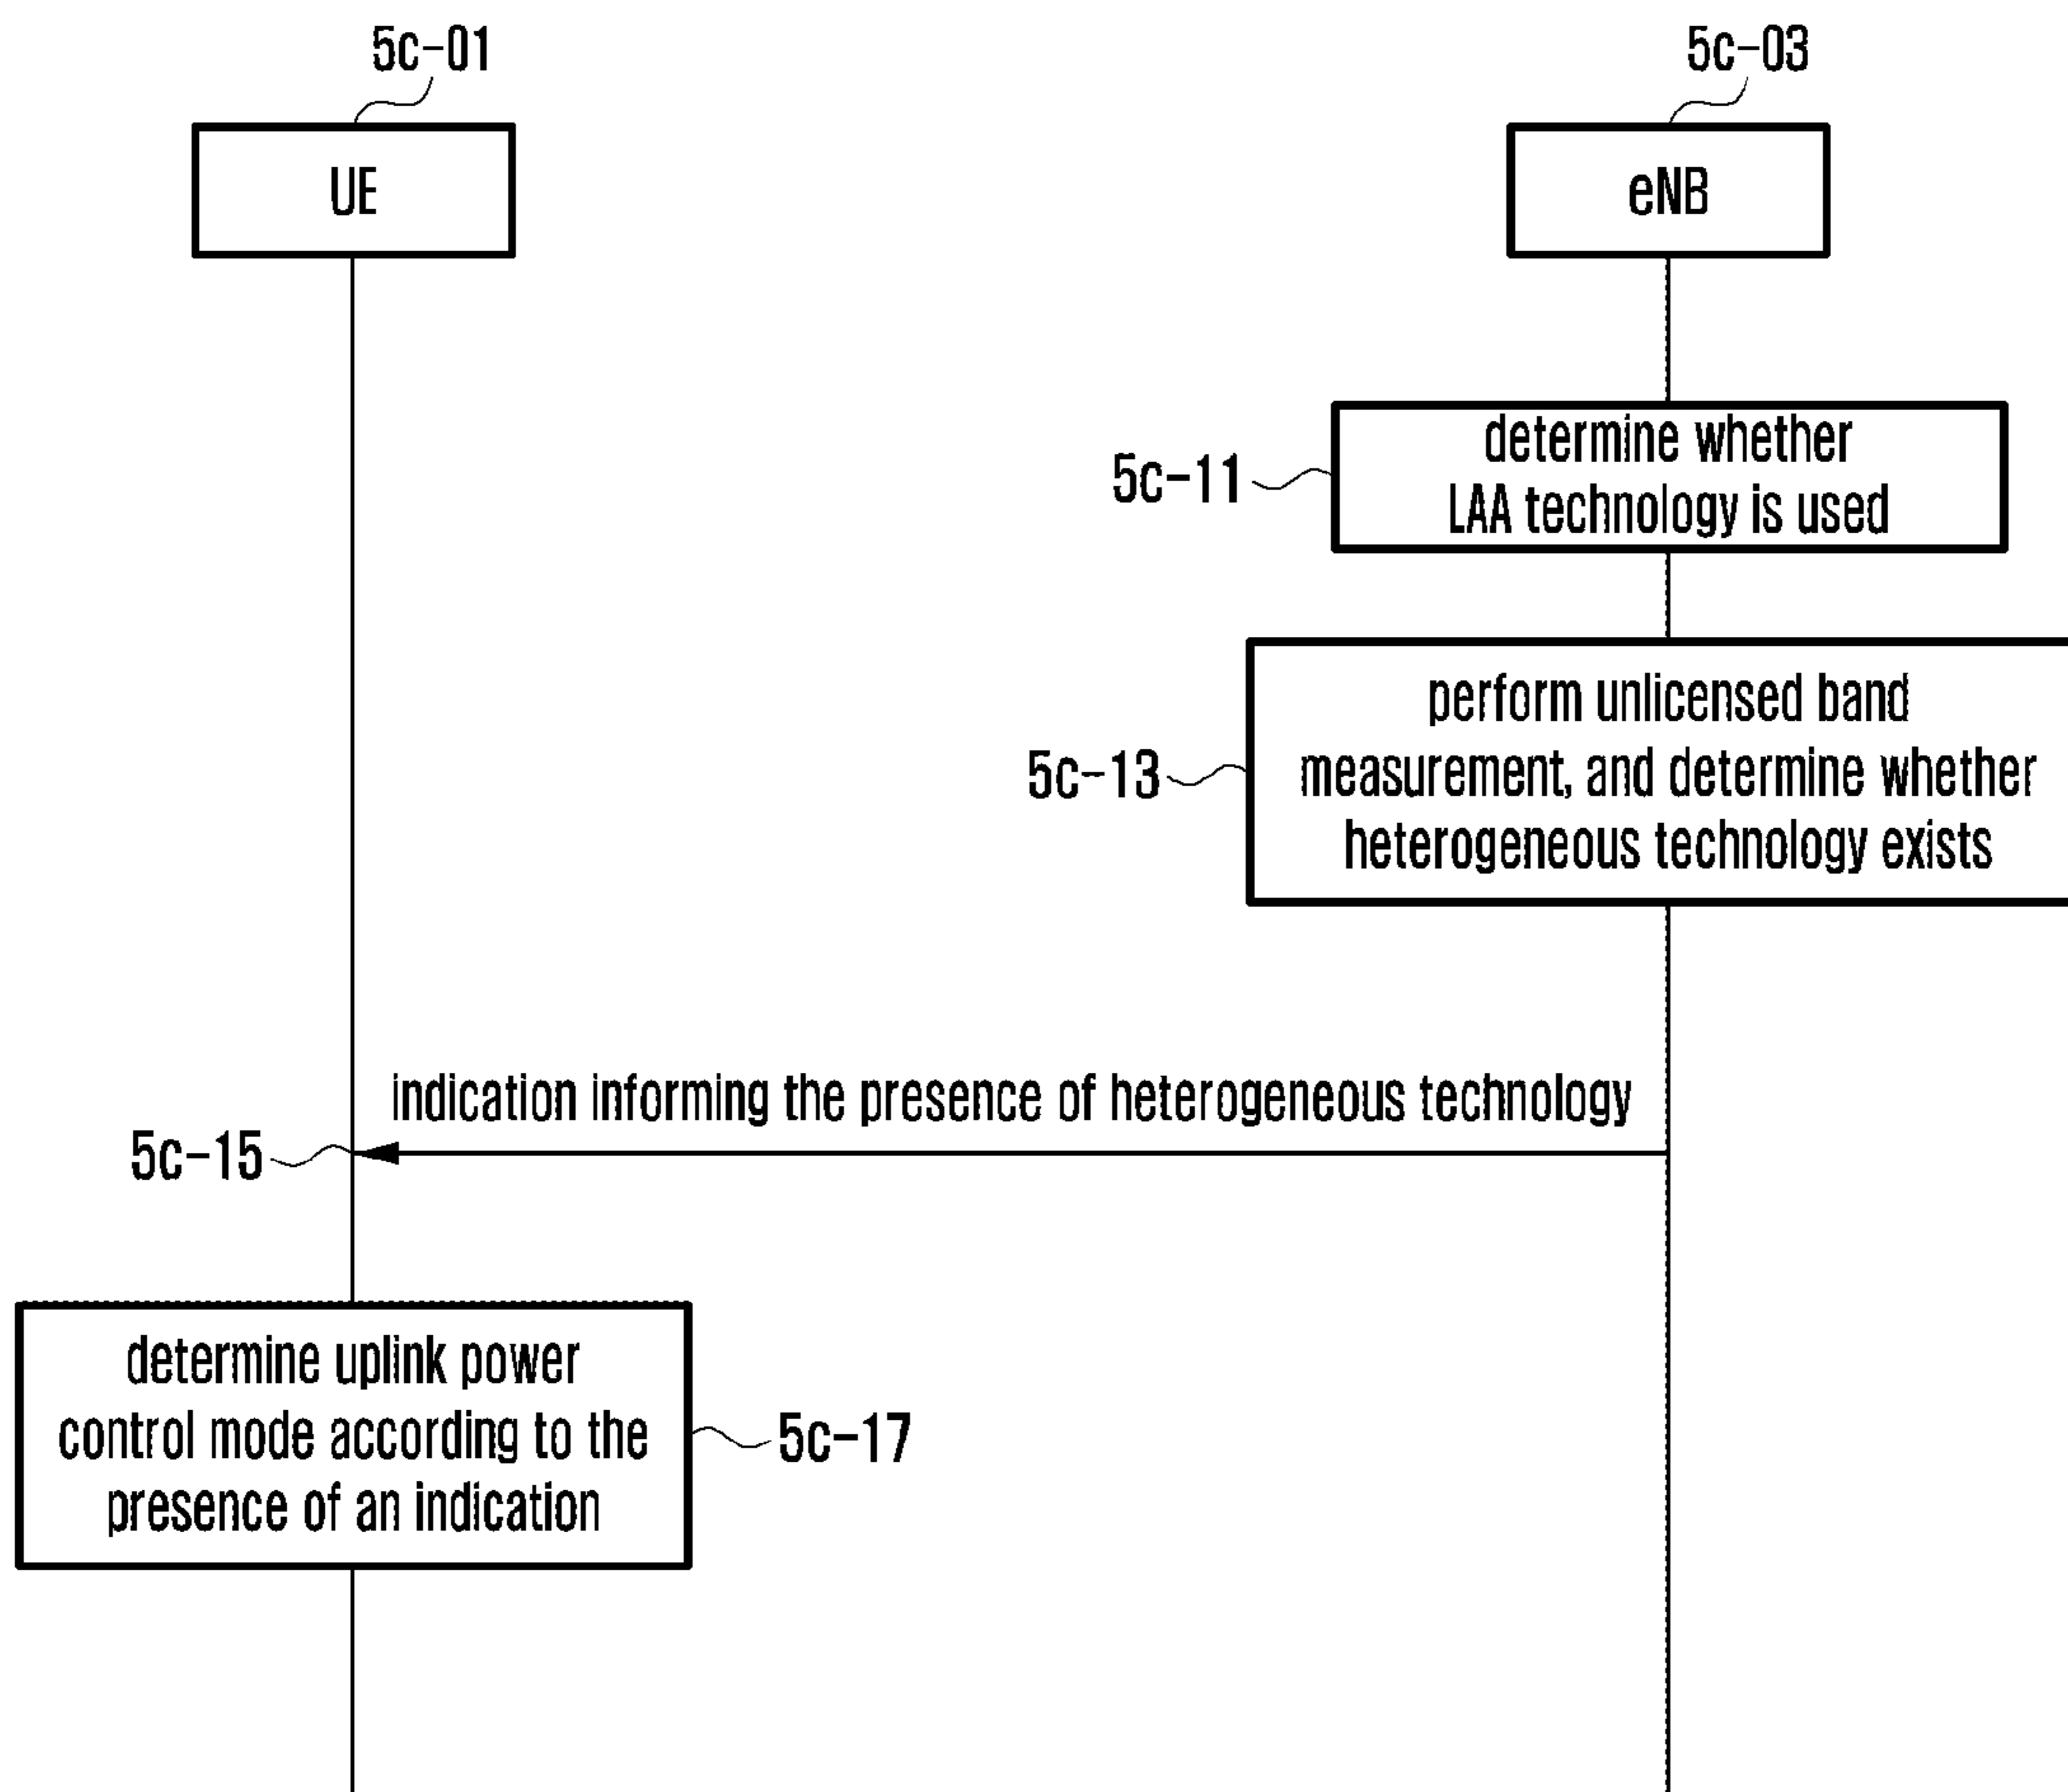 5c-01
5c-03
UE
eNB
5c-11
determine whether
LAA technology is used
5c-13
perform unlicensed band
measurement, and determine whether
heterogeneous technology exists
indication informing the presence of heterogeneous technology
5c-15
determine uplink power
control mode according to the
presence of an indication
5c-17